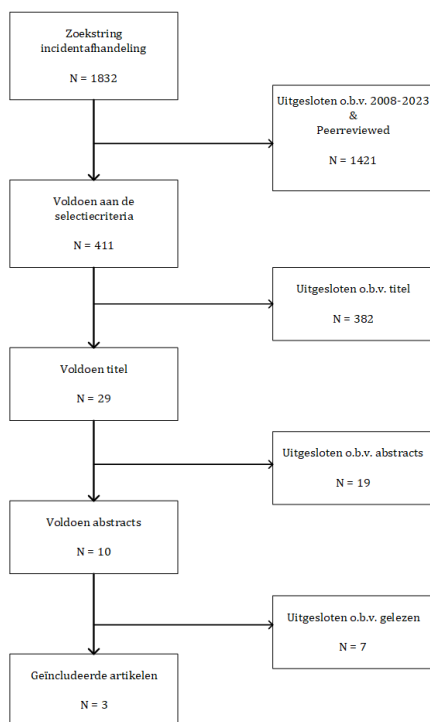 Zoekstring
incidentafhandeling
N = 1832
Uitgesloten o.b.v. 2008-2023
&
Peerreviewed
N = 1421
Voldoen aan de
selectiecriteria
N = 411
Uitgesloten o.b.v. titel
N = 382
Voldoen titel
N = 29
Uitgesloten o.b.v. abstracts
N = 19
Voldoen abstracts
N = 10
Uitgesloten o.b.v. gelezen
N = 7
Geïncludeerde artikelen
N = 3